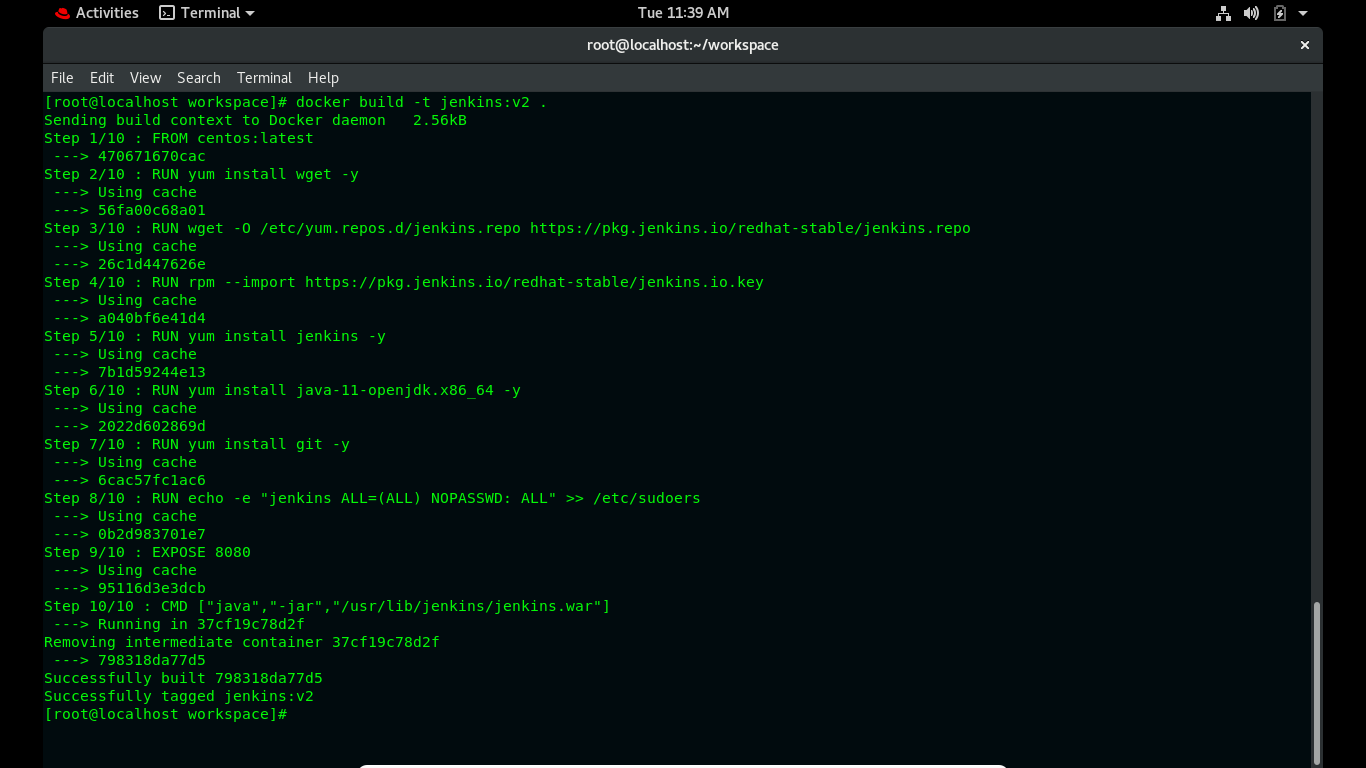 Activities Terminal Tue 11:39 AM
root@localhost:~/workspace
File Edit View Search Terminal Help
[root@localhost workspace]# docker build -t jenkins:v2 .
Sending build context to Docker daemon   2.56kB
Step 1/10 : FROM centos:latest
 ---> 470671670cac
Step 2/10 : RUN yum install wget -y
 ---> Using cache
 ---> 56fa00c68a01
Step 3/10 : RUN wget -O /etc/yum.repos.d/jenkins.repo https://pkg.jenkins.io/redhat-stable/jenkins.repo
 ---> Using cache
 ---> 26c1d447626e
Step 4/10 : RUN rpm --import https://pkg.jenkins.io/redhat-stable/jenkins.io.key
 ---> Using cache
 ---> a040bf6e41d4
Step 5/10 : RUN yum install jenkins -y
 ---> Using cache
 ---> 7b1d59244e13
Step 6/10 : RUN yum install java-11-openjdk.x86_64 -y
 ---> Using cache
 ---> 2022d602869d
Step 7/10 : RUN yum install git -y
 ---> Using cache
 ---> 6cac57fc1ac6
Step 8/10 : RUN echo -e "jenkins ALL=(ALL) NOPASSWD: ALL" >> /etc/sudoers
 ---> Using cache
 ---> 0b2d983701e7
Step 9/10 : EXPOSE 8080
 ---> Using cache
 ---> 95116d3e3dcb
Step 10/10 : CMD ["java","-jar","/usr/lib/jenkins/jenkins.war"]
 ---> Running in 37cf19c78d2f
Removing intermediate container 37cf19c78d2f
 ---> 798318da77d5
Successfully built 798318da77d5
Successfully tagged jenkins:v2
[root@localhost workspace]#